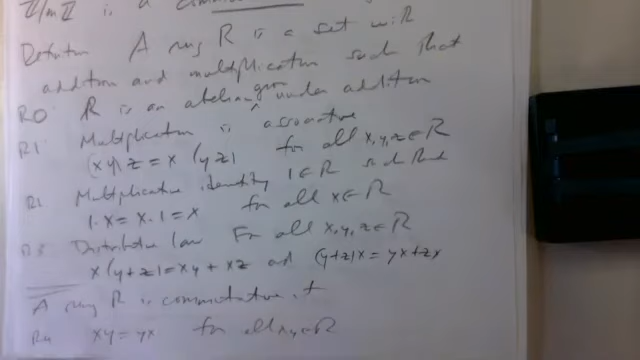 Z/mZ is a
Definition A ring R is a set with
addition and multiplication such that
R0: R is an abelian group under addition
R1 Multiplication is associative
(xy)z = x(yz) for all x,y,z ∈ R
Multiplicative identity 1 ∈ R such that
1·x = x·1 = x for all x ∈ R
Distributive law For all x,y,z ∈ R
x(y+z) = xy + xz and (y+z)x = yx + zx
A ring R is commutative if
R4 xy = yx for all x,y ∈ R